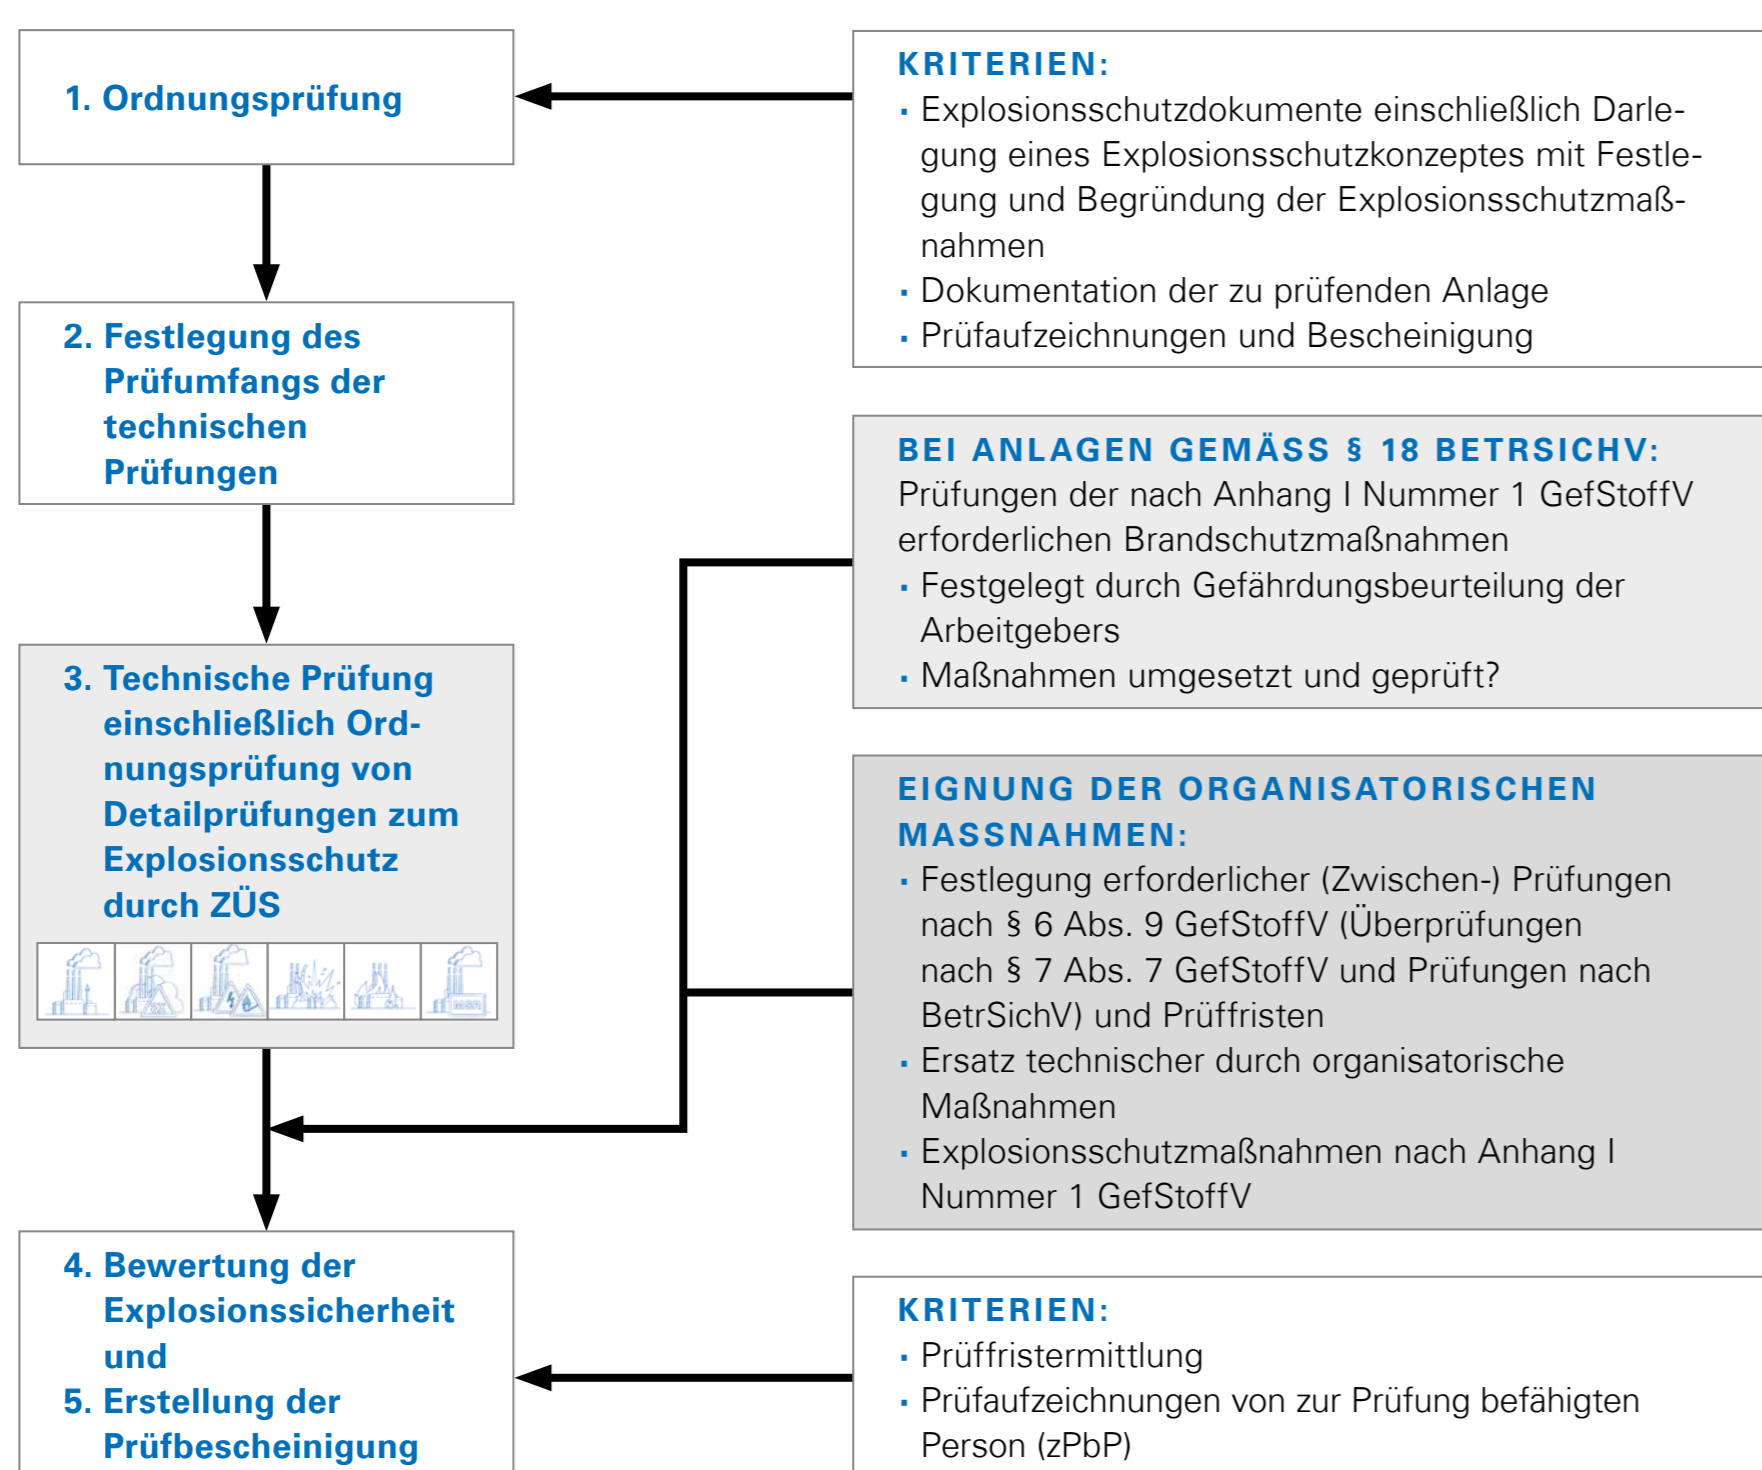 1. Ordnungsprüfung
KRITERIEN:
· Explosionsschutzdokumente einschließlich Darle-
gung eines Explosionsschutzkonzeptes mit Festle-
gung und Begründung der Explosionsschutzmaß-
nahmen
· Dokumentation der zu prüfenden Anlage
· Prüfaufzeichnungen und Bescheinigung
2. Festlegung des
Prüfumfangs der
technischen
Prüfungen
BEI ANLAGEN GEMÄSS § 18 BETRSICHV:
Prüfungen der nach Anhang I Nummer 1 GefStoffV
erforderlichen Brandschutzmaßnahmen
· Festgelegt durch Gefährdungsbeurteilung der
Arbeitgebers
· Maßnahmen umgesetzt und geprüft?
3. Technische Prüfung
einschließlich Ord-
nungsprüfung von
Detailprüfungen zum
Explosionsschutz
durch ZÜS
EIGNUNG DER ORGANISATORISCHEN
MASSNAHMEN:
· Festlegung erforderlicher (Zwischen-) Prüfungen
nach § 6 Abs. 9 GefStoffV (Überprüfungen
nach § 7 Abs. 7 GefStoffV und Prüfungen nach
BetrSichV) und Prüffristen
· Ersatz technischer durch organisatorische
Maßnahmen
· Explosionsschutzmaßnahmen nach Anhang I
Nummer 1 GefStoffV
4. Bewertung der
Explosionssicherheit
und
5. Erstellung der
Prüfbescheinigung
KRITERIEN:
· Prüffristermittlung
· Prüfaufzeichnungen von zur Prüfung befähigten
Person (zPbP)